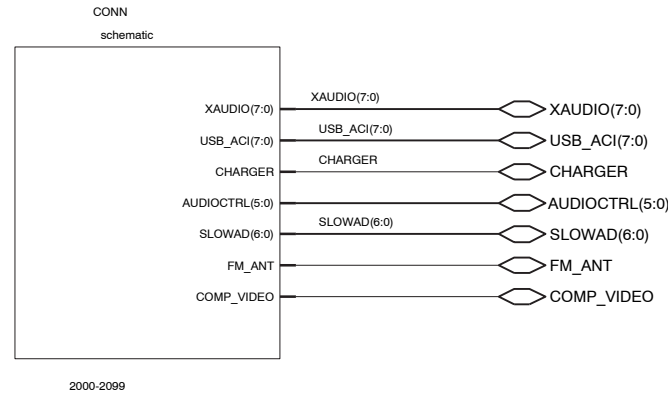 CONN
schematic
XAUDIO(7:0) XAUDIO(7:0) XAUDIO(7:0)
USB_ACI(7:0) USB_ACI(7:0) USB_ACI(7:0)
CHARGER CHARGER CHARGER
AUDIOCTRL(5:0) AUDIOCTRL(5:0)
SLOWAD(6:0) SLOWAD(6:0) SLOWAD(6:0)
FM_ANT FM_ANT
COMP_VIDEO COMP_VIDEO
2000-2099